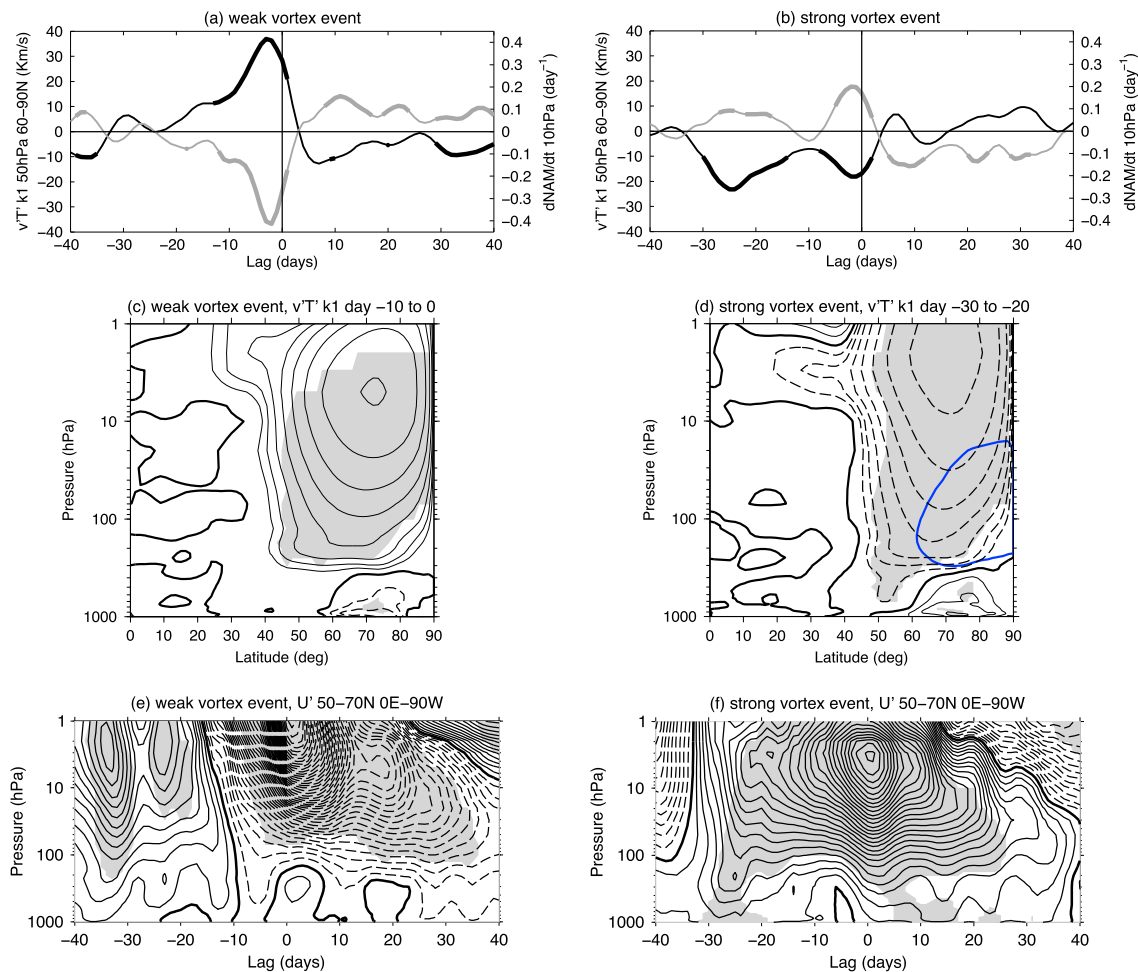 (a) weak vortex event
v'T' k1 50hPa 60−90N (Km/s)
40
30
20
10
0
−10
−20
−30
−40
0.4
0.3
0.2
0.1
0
−0.1
−0.2
−0.3
−0.4
dNAM/dt 10hPa (day−1)
−40 −30 −20 −10 0 10 20 30 40
Lag (days)
(b) strong vortex event
v'T' k1 50hPa 60−90N (Km/s)
40
30
20
10
0
−10
−20
−30
−40
0.4
0.3
0.2
0.1
0
−0.1
−0.2
−0.3
−0.4
dNAM/dt 10hPa (day−1)
−40 −30 −20 −10 0 10 20 30 40
Lag (days)
(c) weak vortex event, v'T' k1 day −10 to 0
Pressure (hPa)
1
10
100
1000
0 10 20 30 40 50 60 70 80 90
Latitude (deg)
(d) strong vortex event, v'T' k1 day −30 to −20
Pressure (hPa)
1
10
100
1000
0 10 20 30 40 50 60 70 80 90
Latitude (deg)
(e) weak vortex event, U' 50−70N 0E−90W
Pressure (hPa)
1
10
100
1000
−40 −30 −20 −10 0 10 20 30 40
Lag (days)
(f) strong vortex event, U' 50−70N 0E−90W
Pressure (hPa)
1
10
100
1000
−40 −30 −20 −10 0 10 20 30 40
Lag (days)